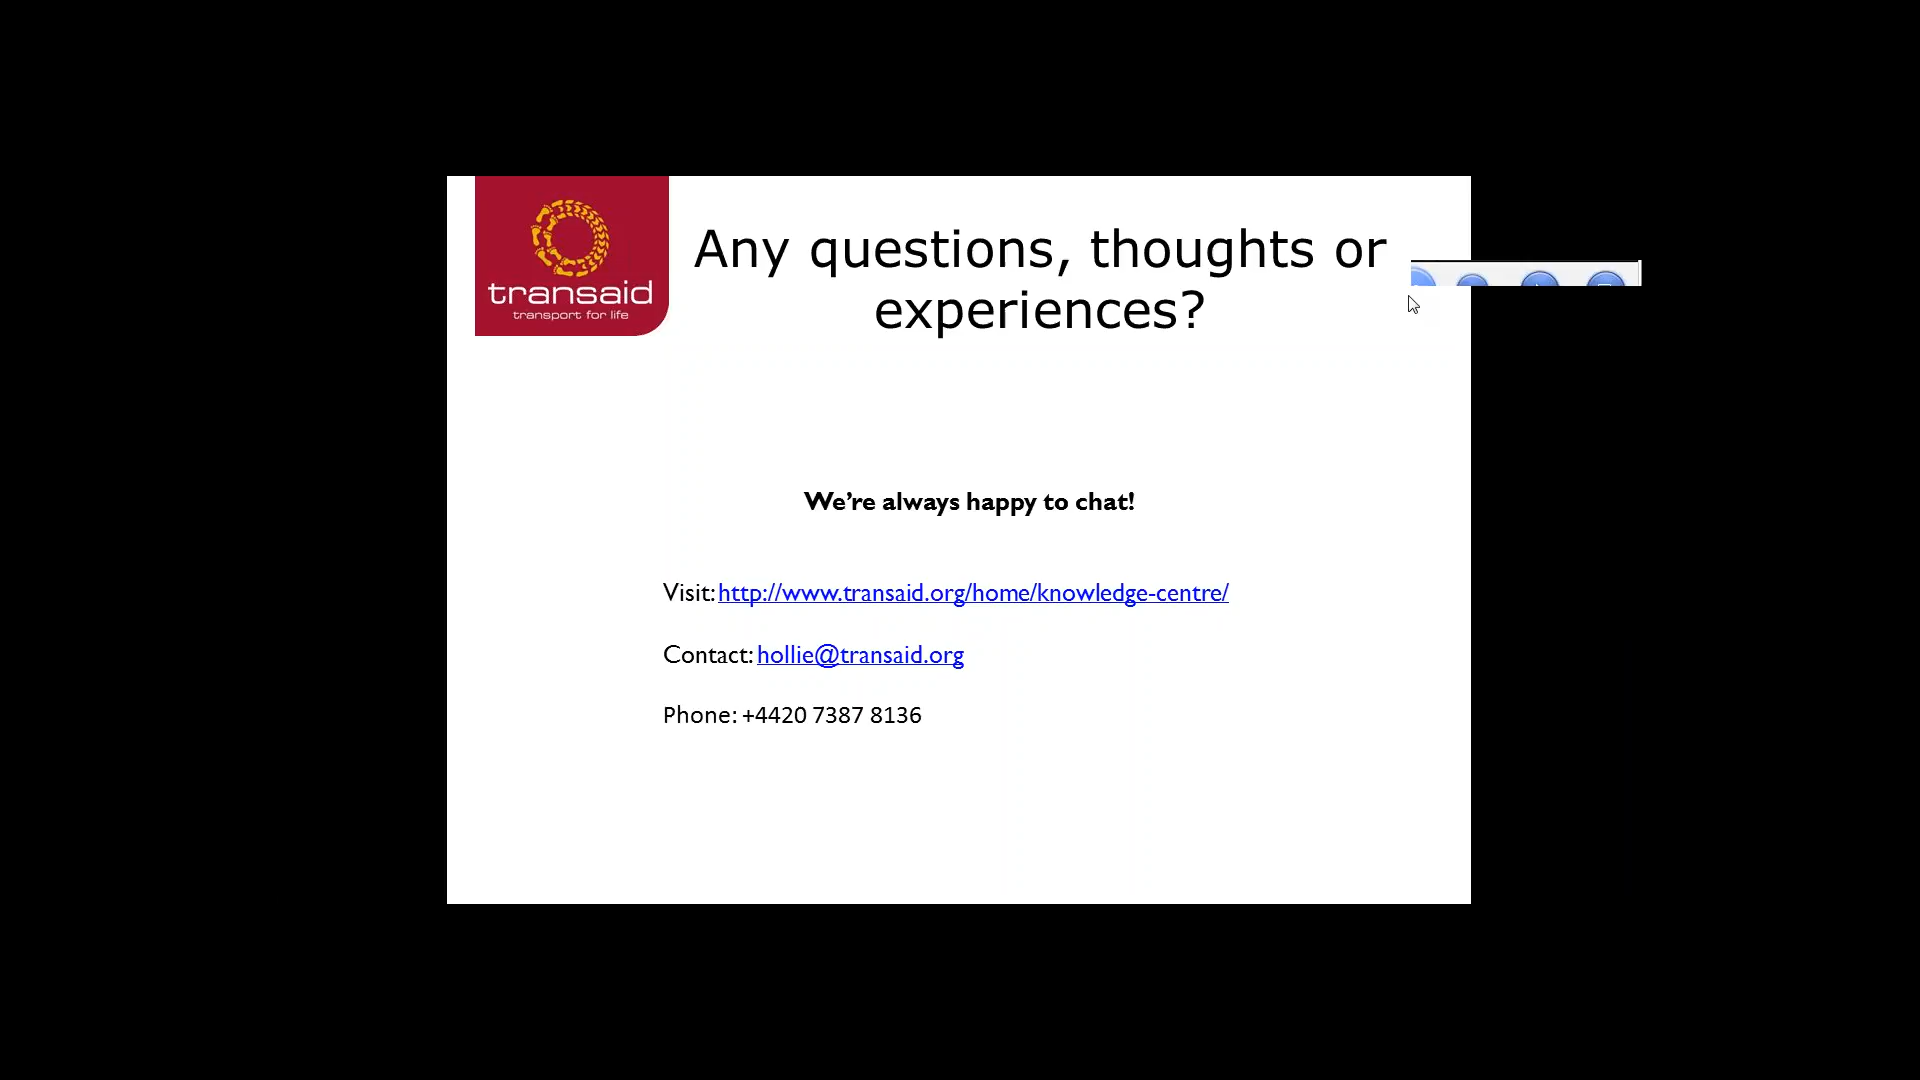 transaid
transport for life
Any questions, thoughts or
experiences?
We’re always happy to chat!
Visit: http://www.transaid.org/home/knowledge-centre/
Contact: hollie@transaid.org
Phone: +4420 7387 8136